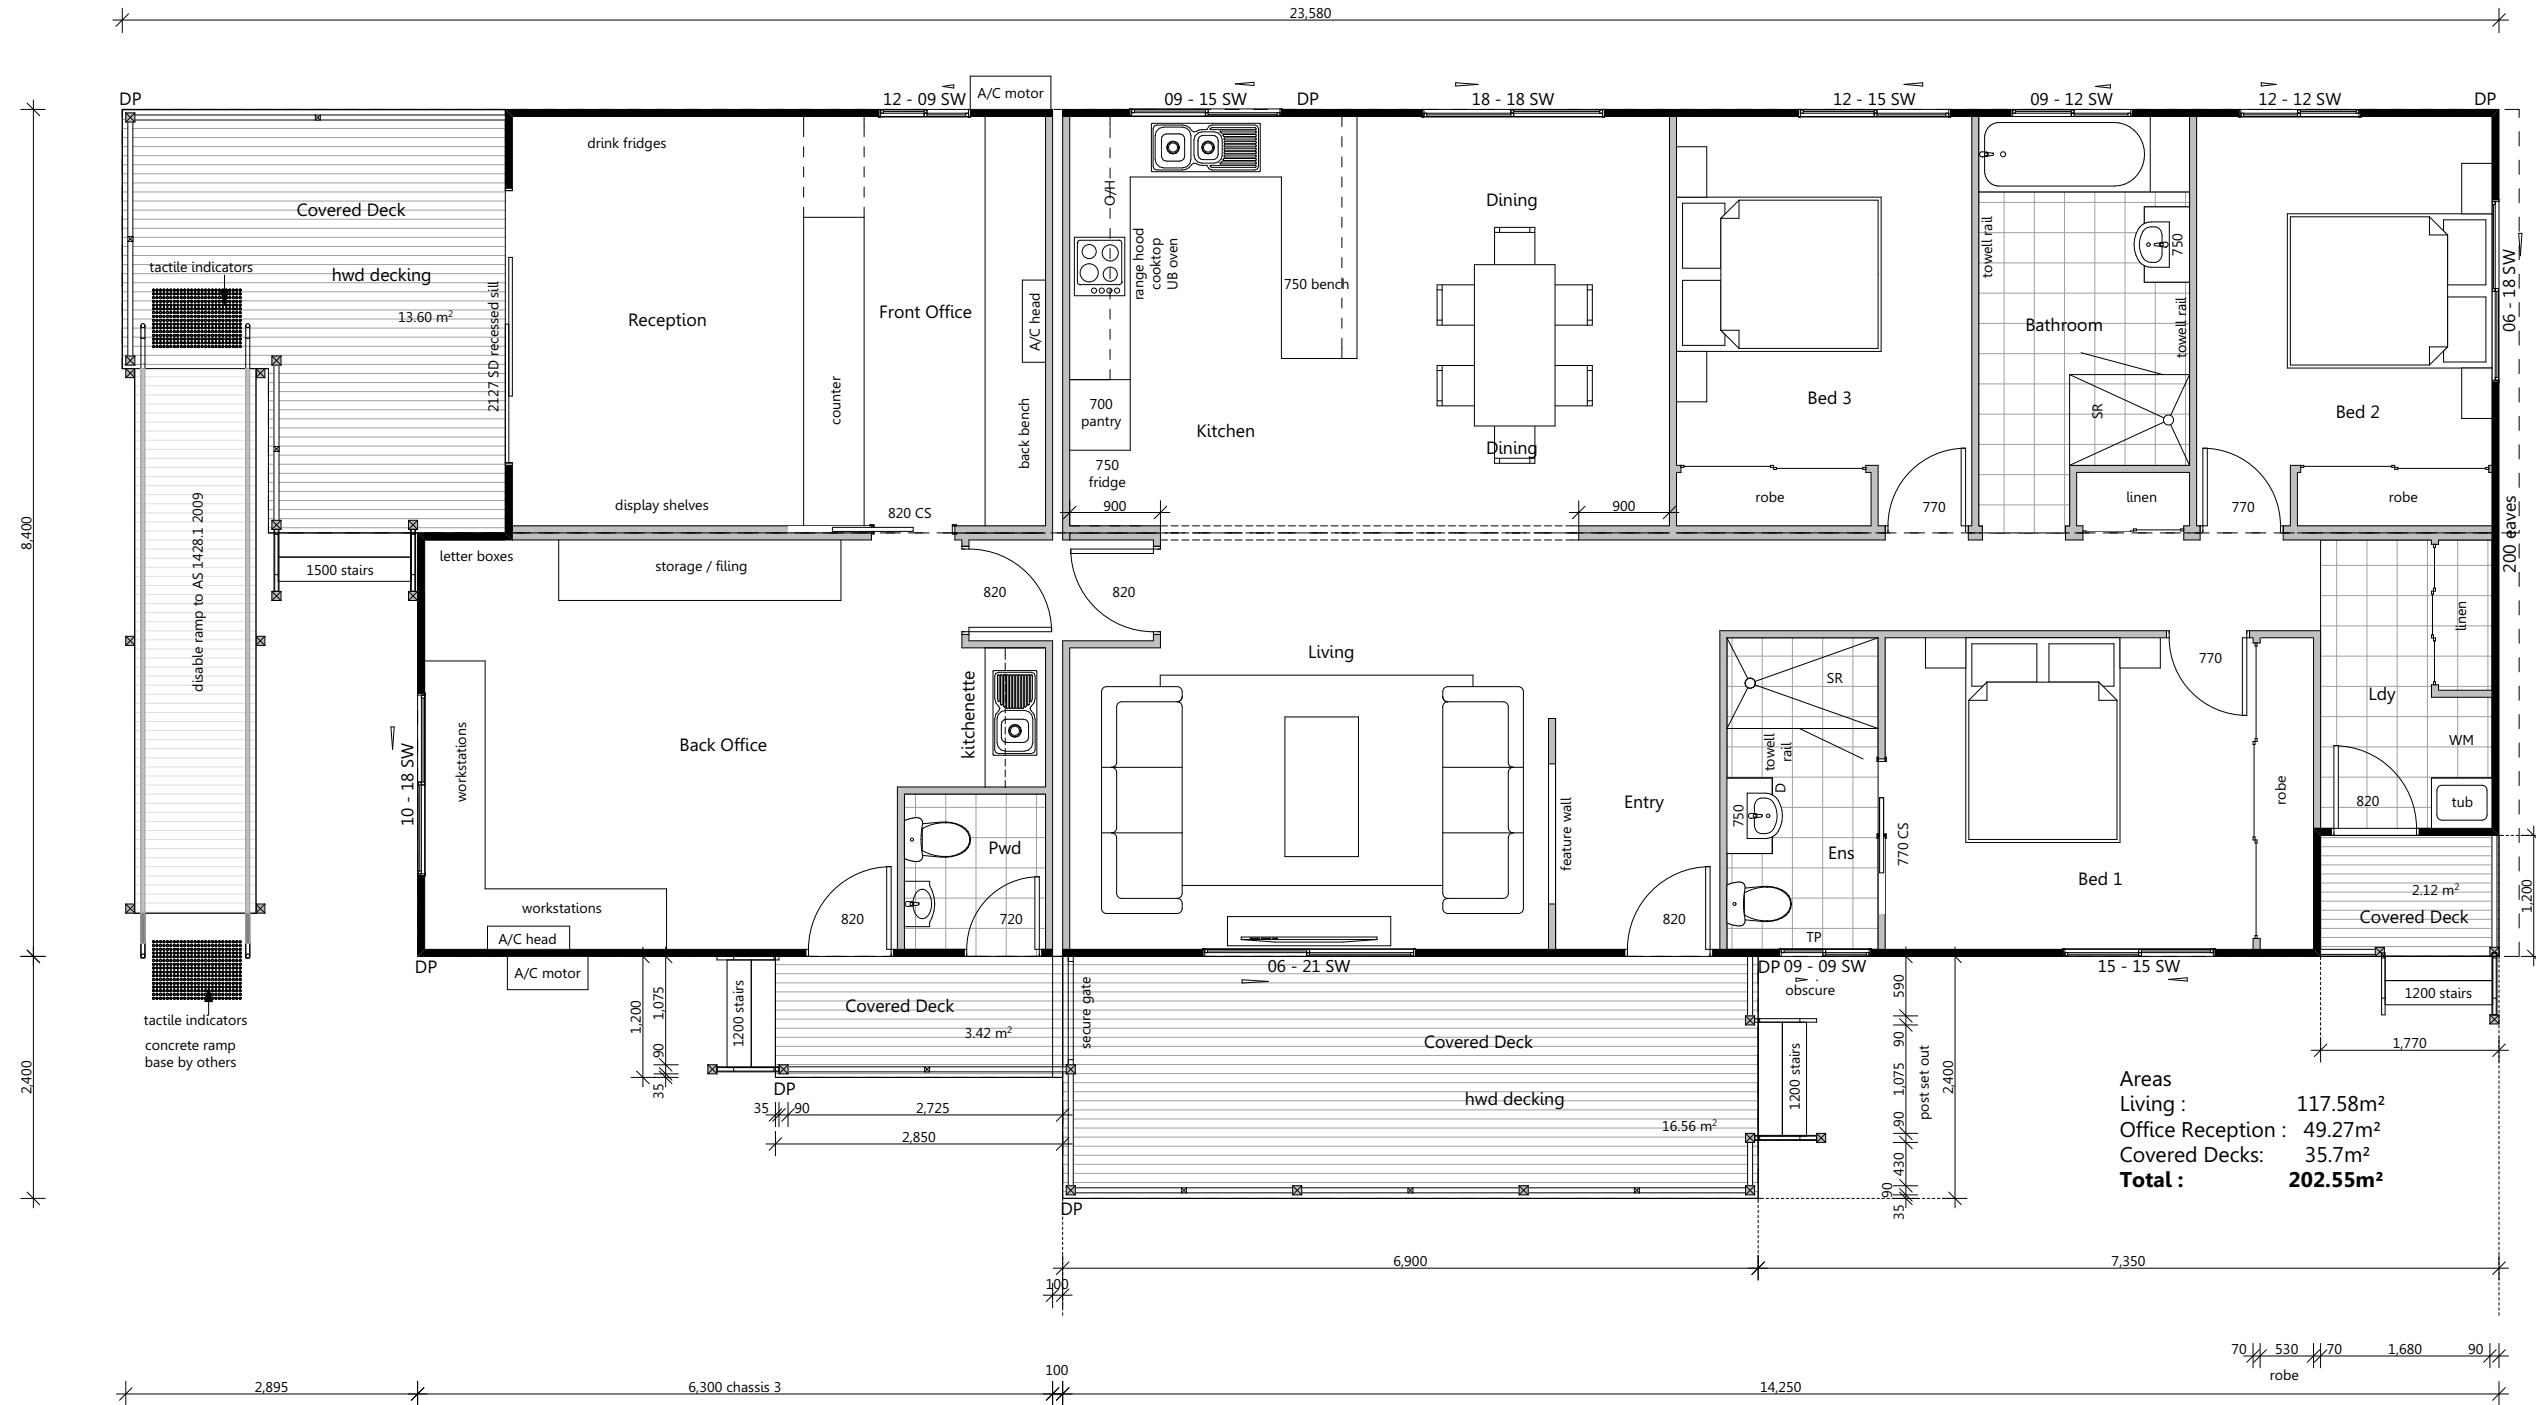 23,580
DP
12 - 09 SW
A/C motor
09 - 15 SW
DP
18 - 18 SW
12 - 15 SW
09 - 12 SW
12 - 12 SW
DP
drink fridges
Covered Deck
tactile indicators
hwd decking
13.60 m²
2127 SD recessed sill
Reception
counter
Front Office
A/C head
back bench
display shelves
820 CS
O/H
range hood
cooktop
UB oven
750 bench
700
pantry
750
fridge
900
Kitchen
Dining
Dining
900
Bed 3
robe
770
towell rail
750
Bathroom
towell rail
SR
linen
770
Bed 2
robe
06 - 18 SW
200 eaves
8,400
disable ramp to AS 1428.1 2009
1500 stairs
letter boxes
storage / filing
820
820
Living
kitchenette
Back Office
workstations
10 - 18 SW
workstations
A/C head
820
Pwd
720
Entry
feature wall
820
SR
towell
rail
D
750
Ens
770 CS
TP
770
Bed 1
robe
linen
Ldy
WM
820
tub
2.12 m²
Covered Deck
1,200
DP
A/C motor
06 - 21 SW
DP
09 - 09 SW
obscure
15 - 15 SW
1200 stairs
1,770
tactile indicators
concrete ramp
base by others
2,400
1,200
1,075
90
35
1200 stairs
Covered Deck
3.42 m²
secure gate
DP
35
90
2,725
2,850
Covered Deck
hwd decking
16.56 m²
1200 stairs
590
90
1,075
90
430
90
35
post set out
2,400
DP
Areas
Living : 117.58m²
Office Reception : 49.27m²
Covered Decks: 35.7m²
Total : 202.55m²
6,900
7,350
100
70
530
70
1,680
90
robe
2,895
6,300 chassis 3
100
14,250